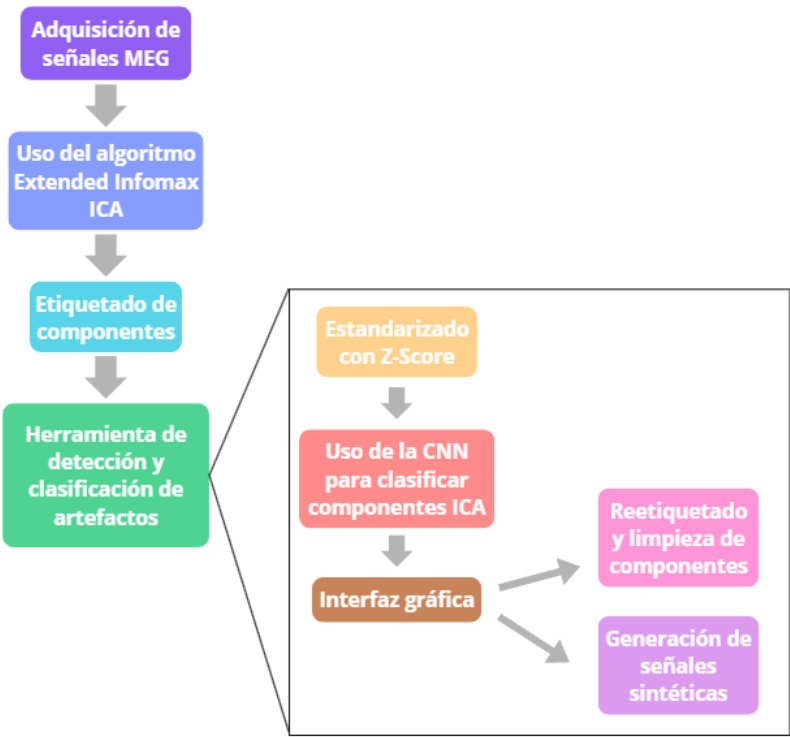 Adquisición de
señales MEG
Uso del algoritmo
Extended Infomax
ICA
Etiquetado de
componentes
Herramienta de
detección y
clasificación de
artefactos
Estandarizado
con Z-Score
Uso de la CNN
para clasificar
componentes ICA
Interfaz gráfica
Reetiquetado
y limpieza de
componentes
Generación de
señales
sintéticas